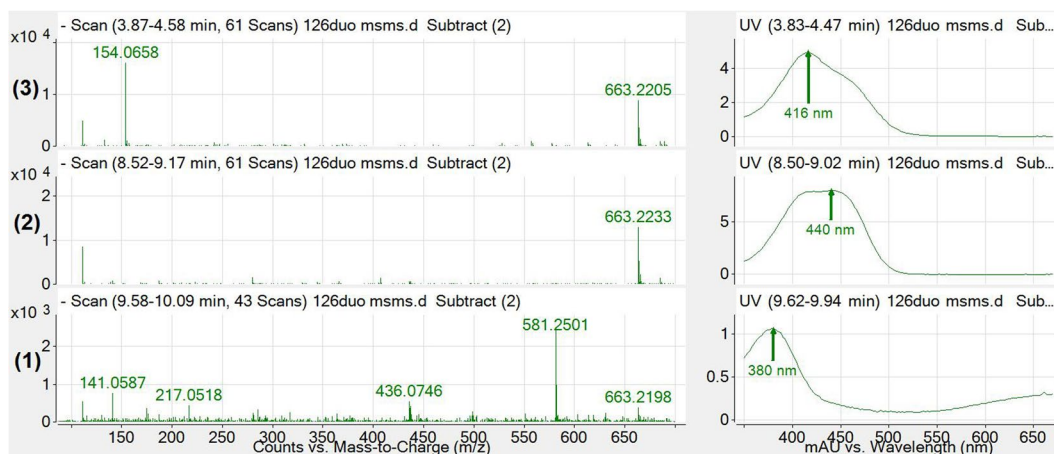 - Scan (3.87-4.58 min, 61 Scans) 126duo msms.d Subtract (2)
x10 4
154.0658
663.2205
(3)
1
0
- Scan (8.52-9.17 min, 61 Scans) 126duo msms.d Subtract (2)
x10 4
2
663.2233
(2)
1
0
- Scan (9.58-10.09 min, 43 Scans) 126duo msms.d Subtract (2)
x10 3
581.2501
2
(1)
141.0587
217.0518
436.0746
663.2198
1
0
150 200 250 300 350 400 450 500 550 600 650
Counts vs. Mass-to-Charge (m/z)
UV (3.83-4.47 min) 126duo msms.d Sub...
4
2
0
416 nm
UV (8.50-9.02 min) 126duo msms.d Sub...
5
0
440 nm
UV (9.62-9.94 min) 126duo msms.d Sub...
1
0.5
0
380 nm
400 450 500 550 600 650
mAU vs. Wavelength (nm)